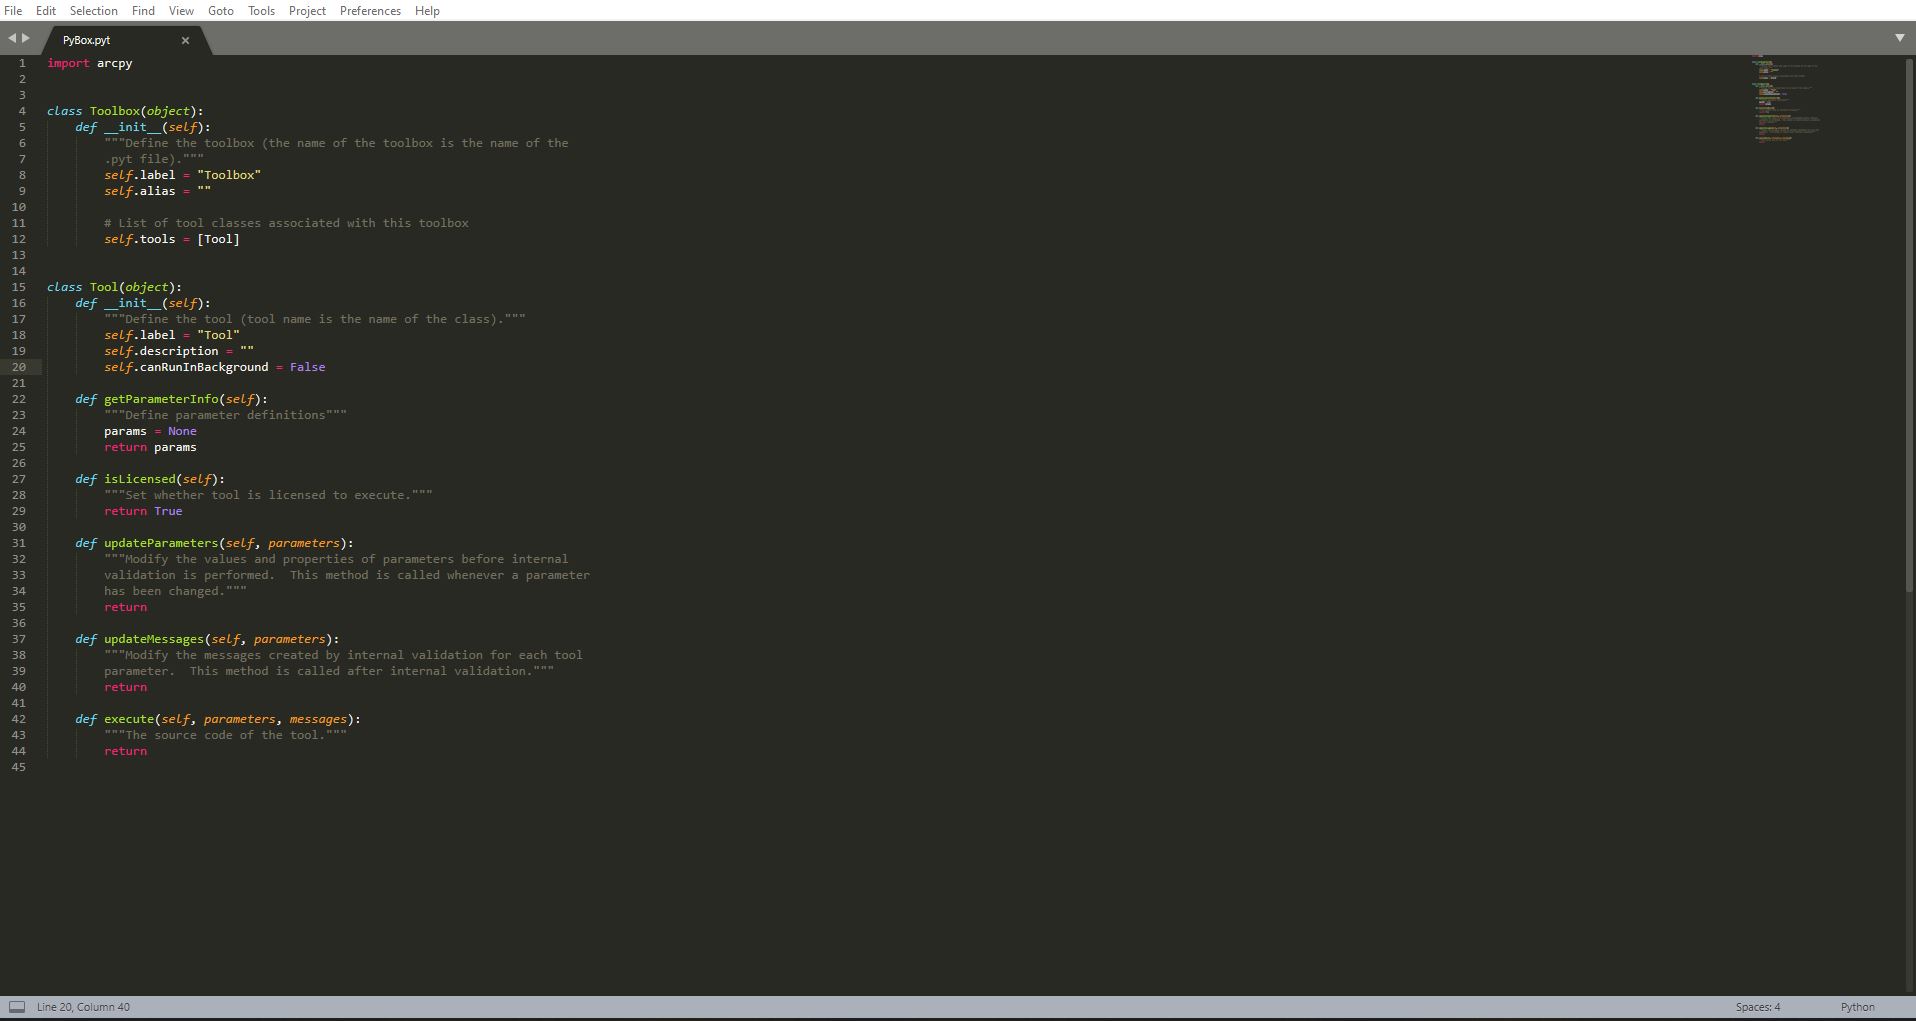 File Edit Selection Find View Goto Tools Project Preferences Help
PyBox.pyt ×
1 import arcpy
2
3
4 class Toolbox(object):
5     def __init__(self):
6         """Define the toolbox (the name of the toolbox is the name of the
7         .pyt file)."""
8         self.label = "Toolbox"
9         self.alias = ""
10
11         # List of tool classes associated with this toolbox
12         self.tools = [Tool]
13
14
15 class Tool(object):
16     def __init__(self):
17         """Define the tool (tool name is the name of the class)."""
18         self.label = "Tool"
19         self.description = ""
20         self.canRunInBackground = False
21
22     def getParameterInfo(self):
23         """Define parameter definitions"""
24         params = None
25         return params
26
27     def isLicensed(self):
28         """Set whether tool is licensed to execute."""
29         return True
30
31     def updateParameters(self, parameters):
32         """Modify the values and properties of parameters before internal
33         validation is performed.  This method is called whenever a parameter
34         has been changed."""
35         return
36
37     def updateMessages(self, parameters):
38         """Modify the messages created by internal validation for each tool
39         parameter.  This method is called after internal validation."""
40         return
41
42     def execute(self, parameters, messages):
43         """The source code of the tool."""
44         return
45
Line 20, Column 40 Spaces: 4 Python